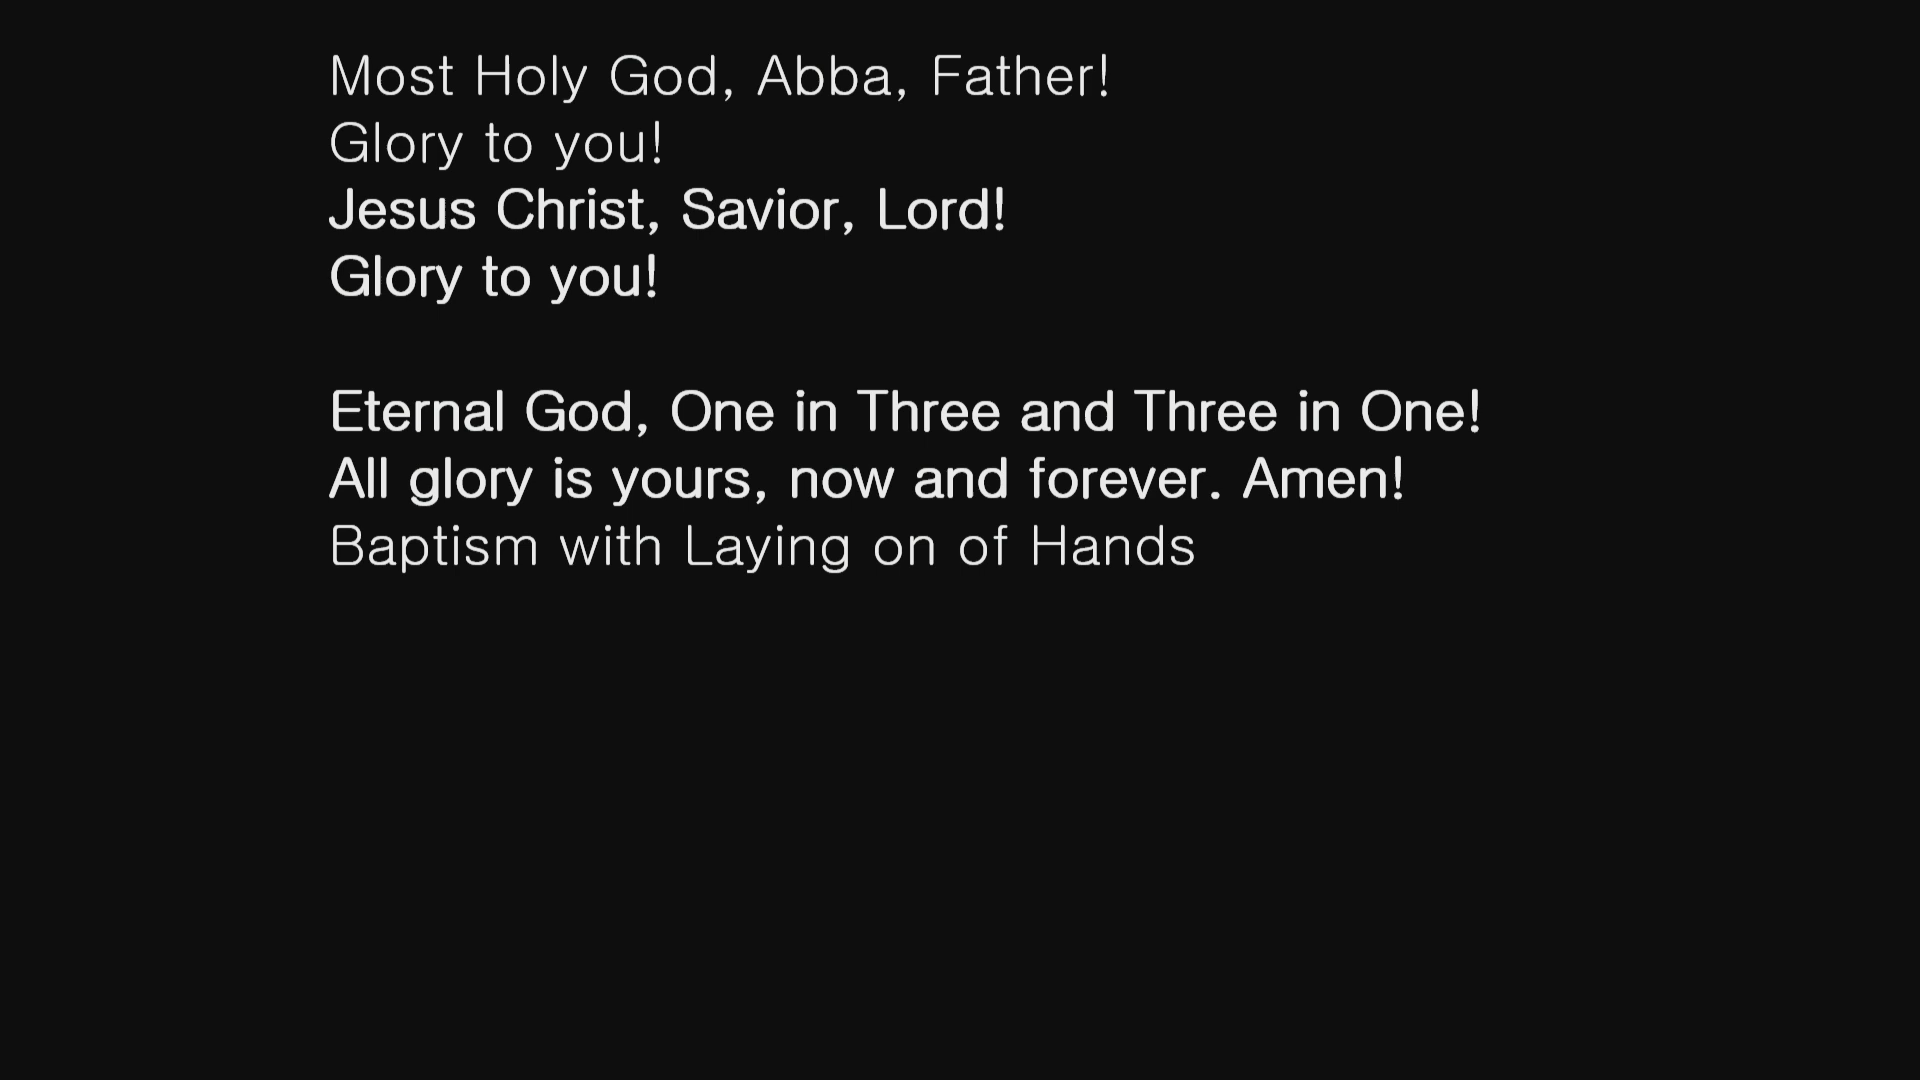 Most Holy God, Abba, Father!
Glory to you!
Jesus Christ, Savior, Lord!
Glory to you!
Eternal God, One in Three and Three in One!
All glory is yours, now and forever. Amen!
Baptism with Laying on of Hands